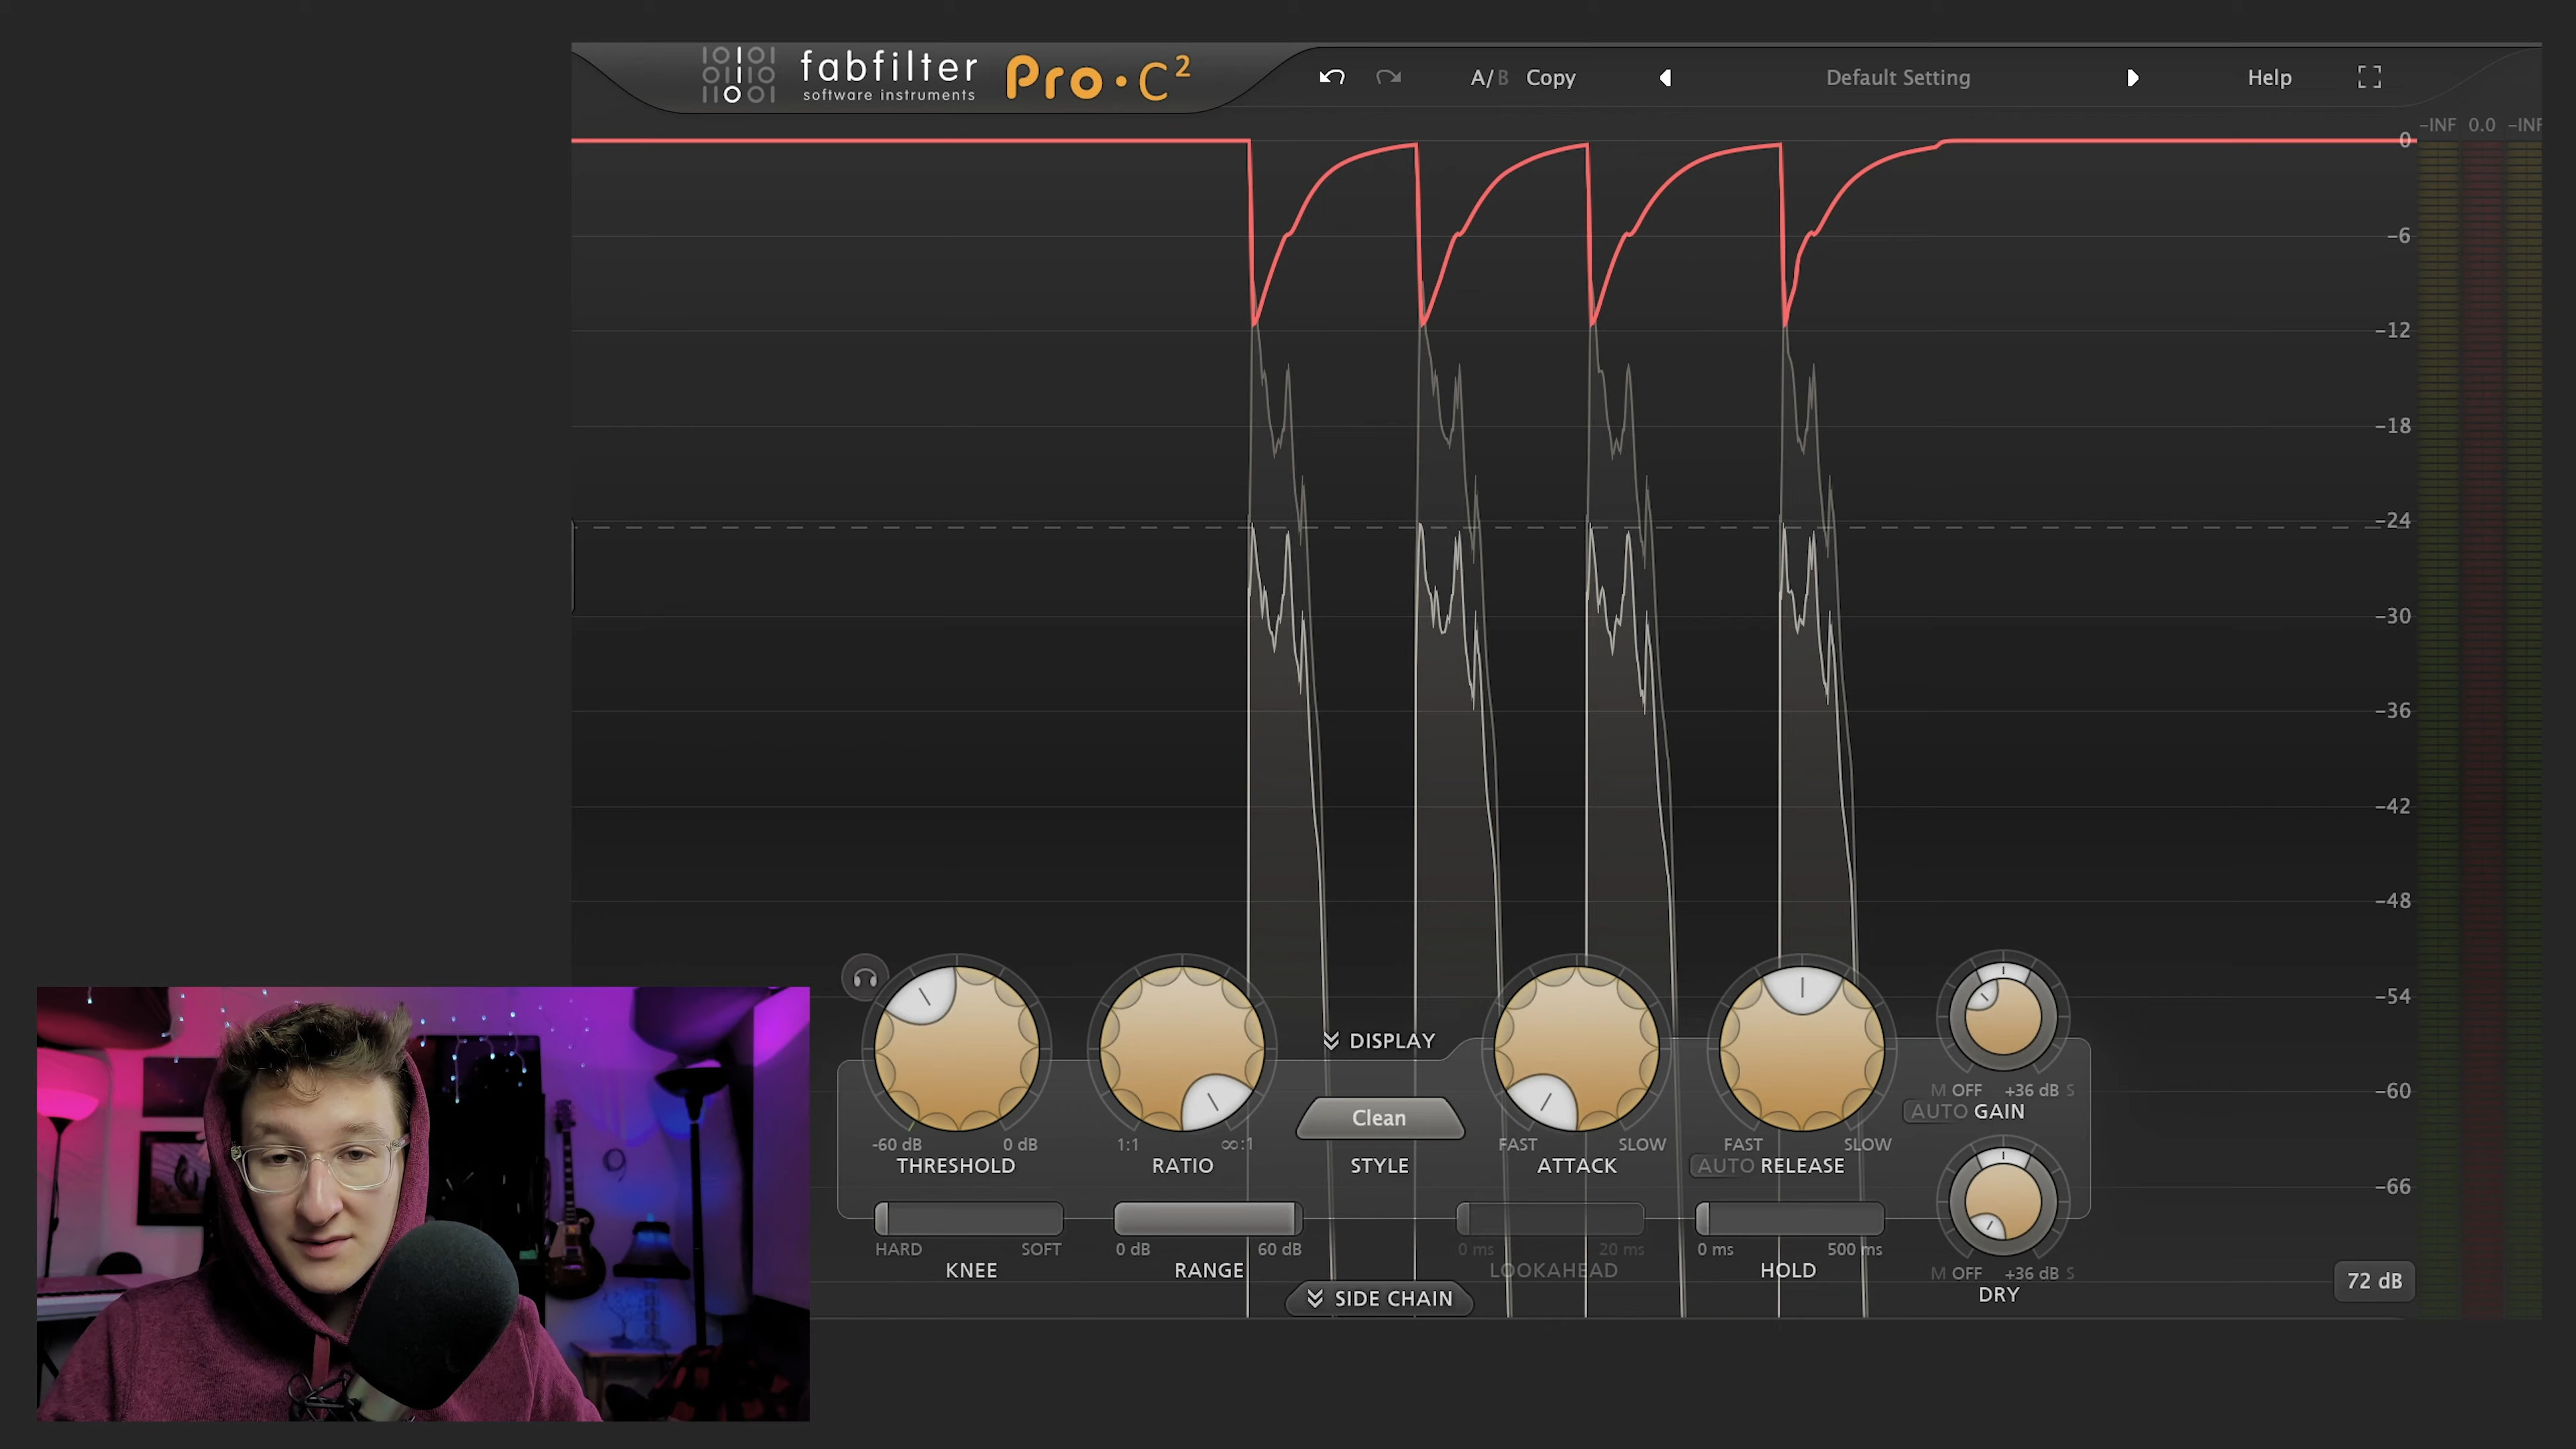 fabfilter
software instruments
Pro·C²
A/B Copy
Default Setting
Help
-INF 0.0 -INF
0
-6
-12
-18
-24
-30
-36
-42
-48
-54
-60
-66
-60 dB 0 dB
THRESHOLD
1:1 ∞:1
RATIO
DISPLAY
Clean
STYLE
FAST SLOW
ATTACK
FAST SLOW
AUTO RELEASE
M OFF +36 dB S
AUTO GAIN
HARD SOFT
KNEE
0 dB 60 dB
RANGE
0 ms 20 ms
LOOKAHEAD
0 ms 500 ms
HOLD
M OFF +36 dB S
DRY
SIDE CHAIN
72 dB